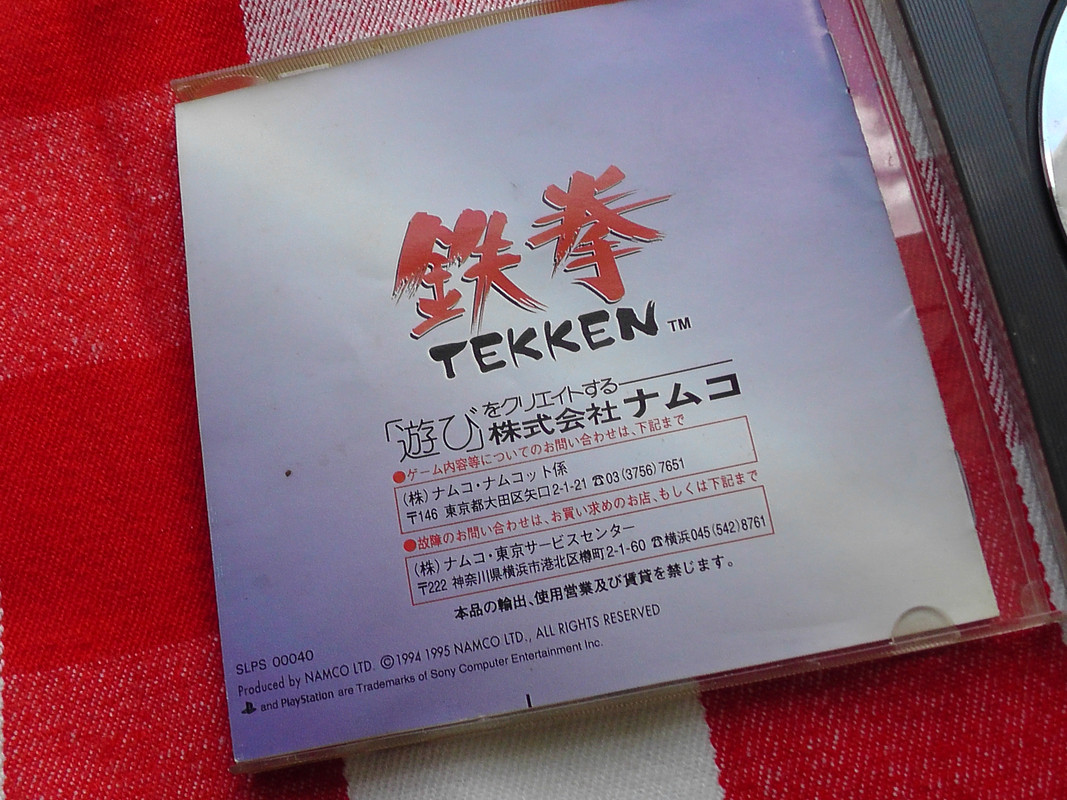 鉄拳
TEKKEN™
「遊び」をクリエイトする
株式会社ナムコ
●ゲーム内容等についてのお問い合わせは、下記まで
(株)ナムコ・ナムコット係
〒146 東京都大田区矢口2-1-21 ☎03(3756)7651
●故障のお問い合わせは、お買い求めのお店、もしくは下記まで
(株)ナムコ・東京サービスセンター
〒222 神奈川県横浜市港北区樽町2-1-60 ☎横浜045(542)8761
本品の輸出、使用営業及び賃貸を禁じます。
SLPS 00040
Produced by NAMCO LTD. ©1994 1995 NAMCO LTD., ALL RIGHTS RESERVED
and PlayStation are Trademarks of Sony Computer Entertainment Inc.